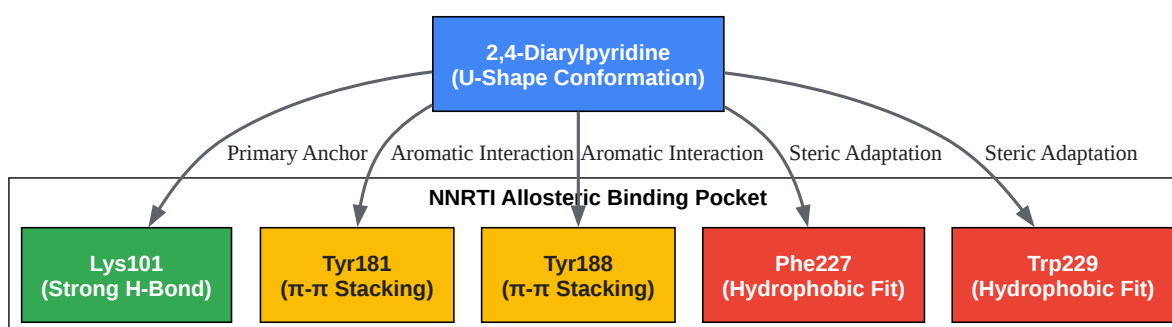 2,4-Diarylpyridine
(U-Shape Conformation)
Primary Anchor
Aromatic Interaction
Aromatic Interaction
Steric Adaptation
Steric Adaptation
NNRTI Allosteric Binding Pocket
Lys101
(Strong H-Bond)
Tyr181
(π-π Stacking)
Tyr188
(π-π Stacking)
Phe227
(Hydrophobic Fit)
Trp229
(Hydrophobic Fit)